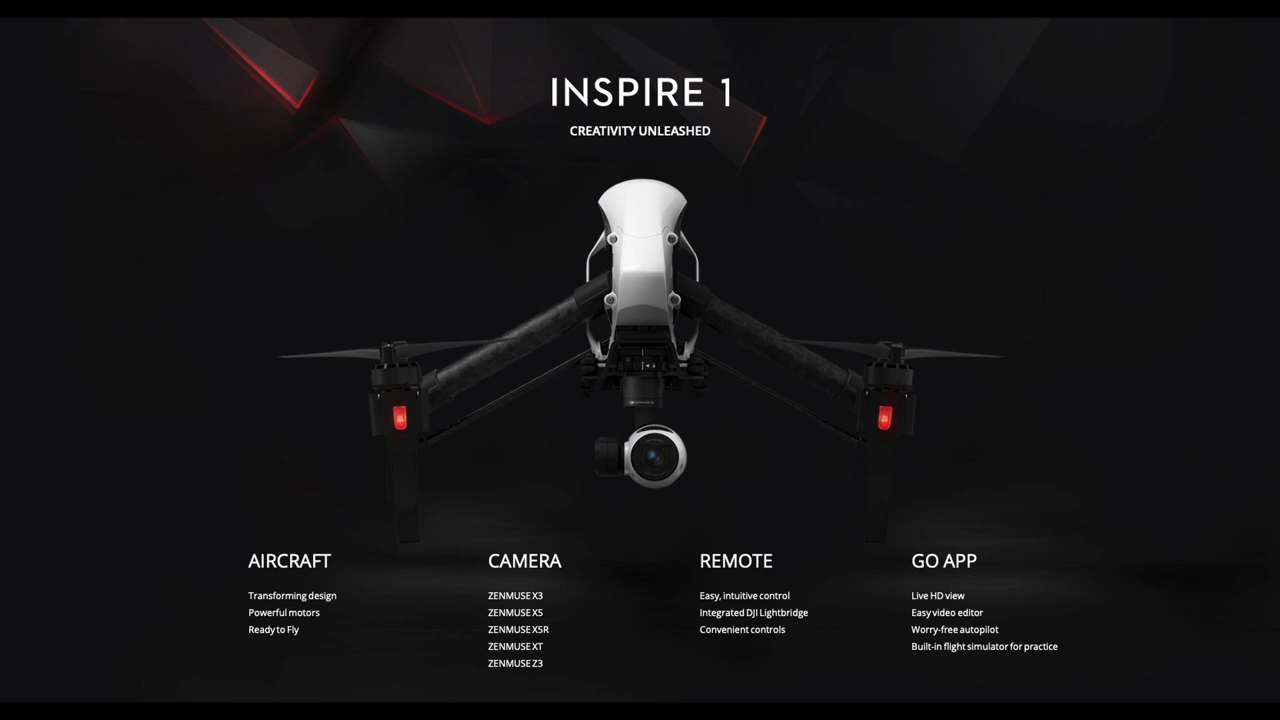 INSPIRE 1
CREATIVITY UNLEASHED
AIRCRAFT
Transforming design
Powerful motors
Ready to Fly
CAMERA
ZENMUSE X3
ZENMUSE X5
ZENMUSE X5R
ZENMUSE XT
ZENMUSE Z3
REMOTE
Easy, intuitive control
Integrated DJI Lightbridge
Convenient controls
GO APP
Live HD view
Easy video editor
Worry-free autopilot
Built-in flight simulator for practice